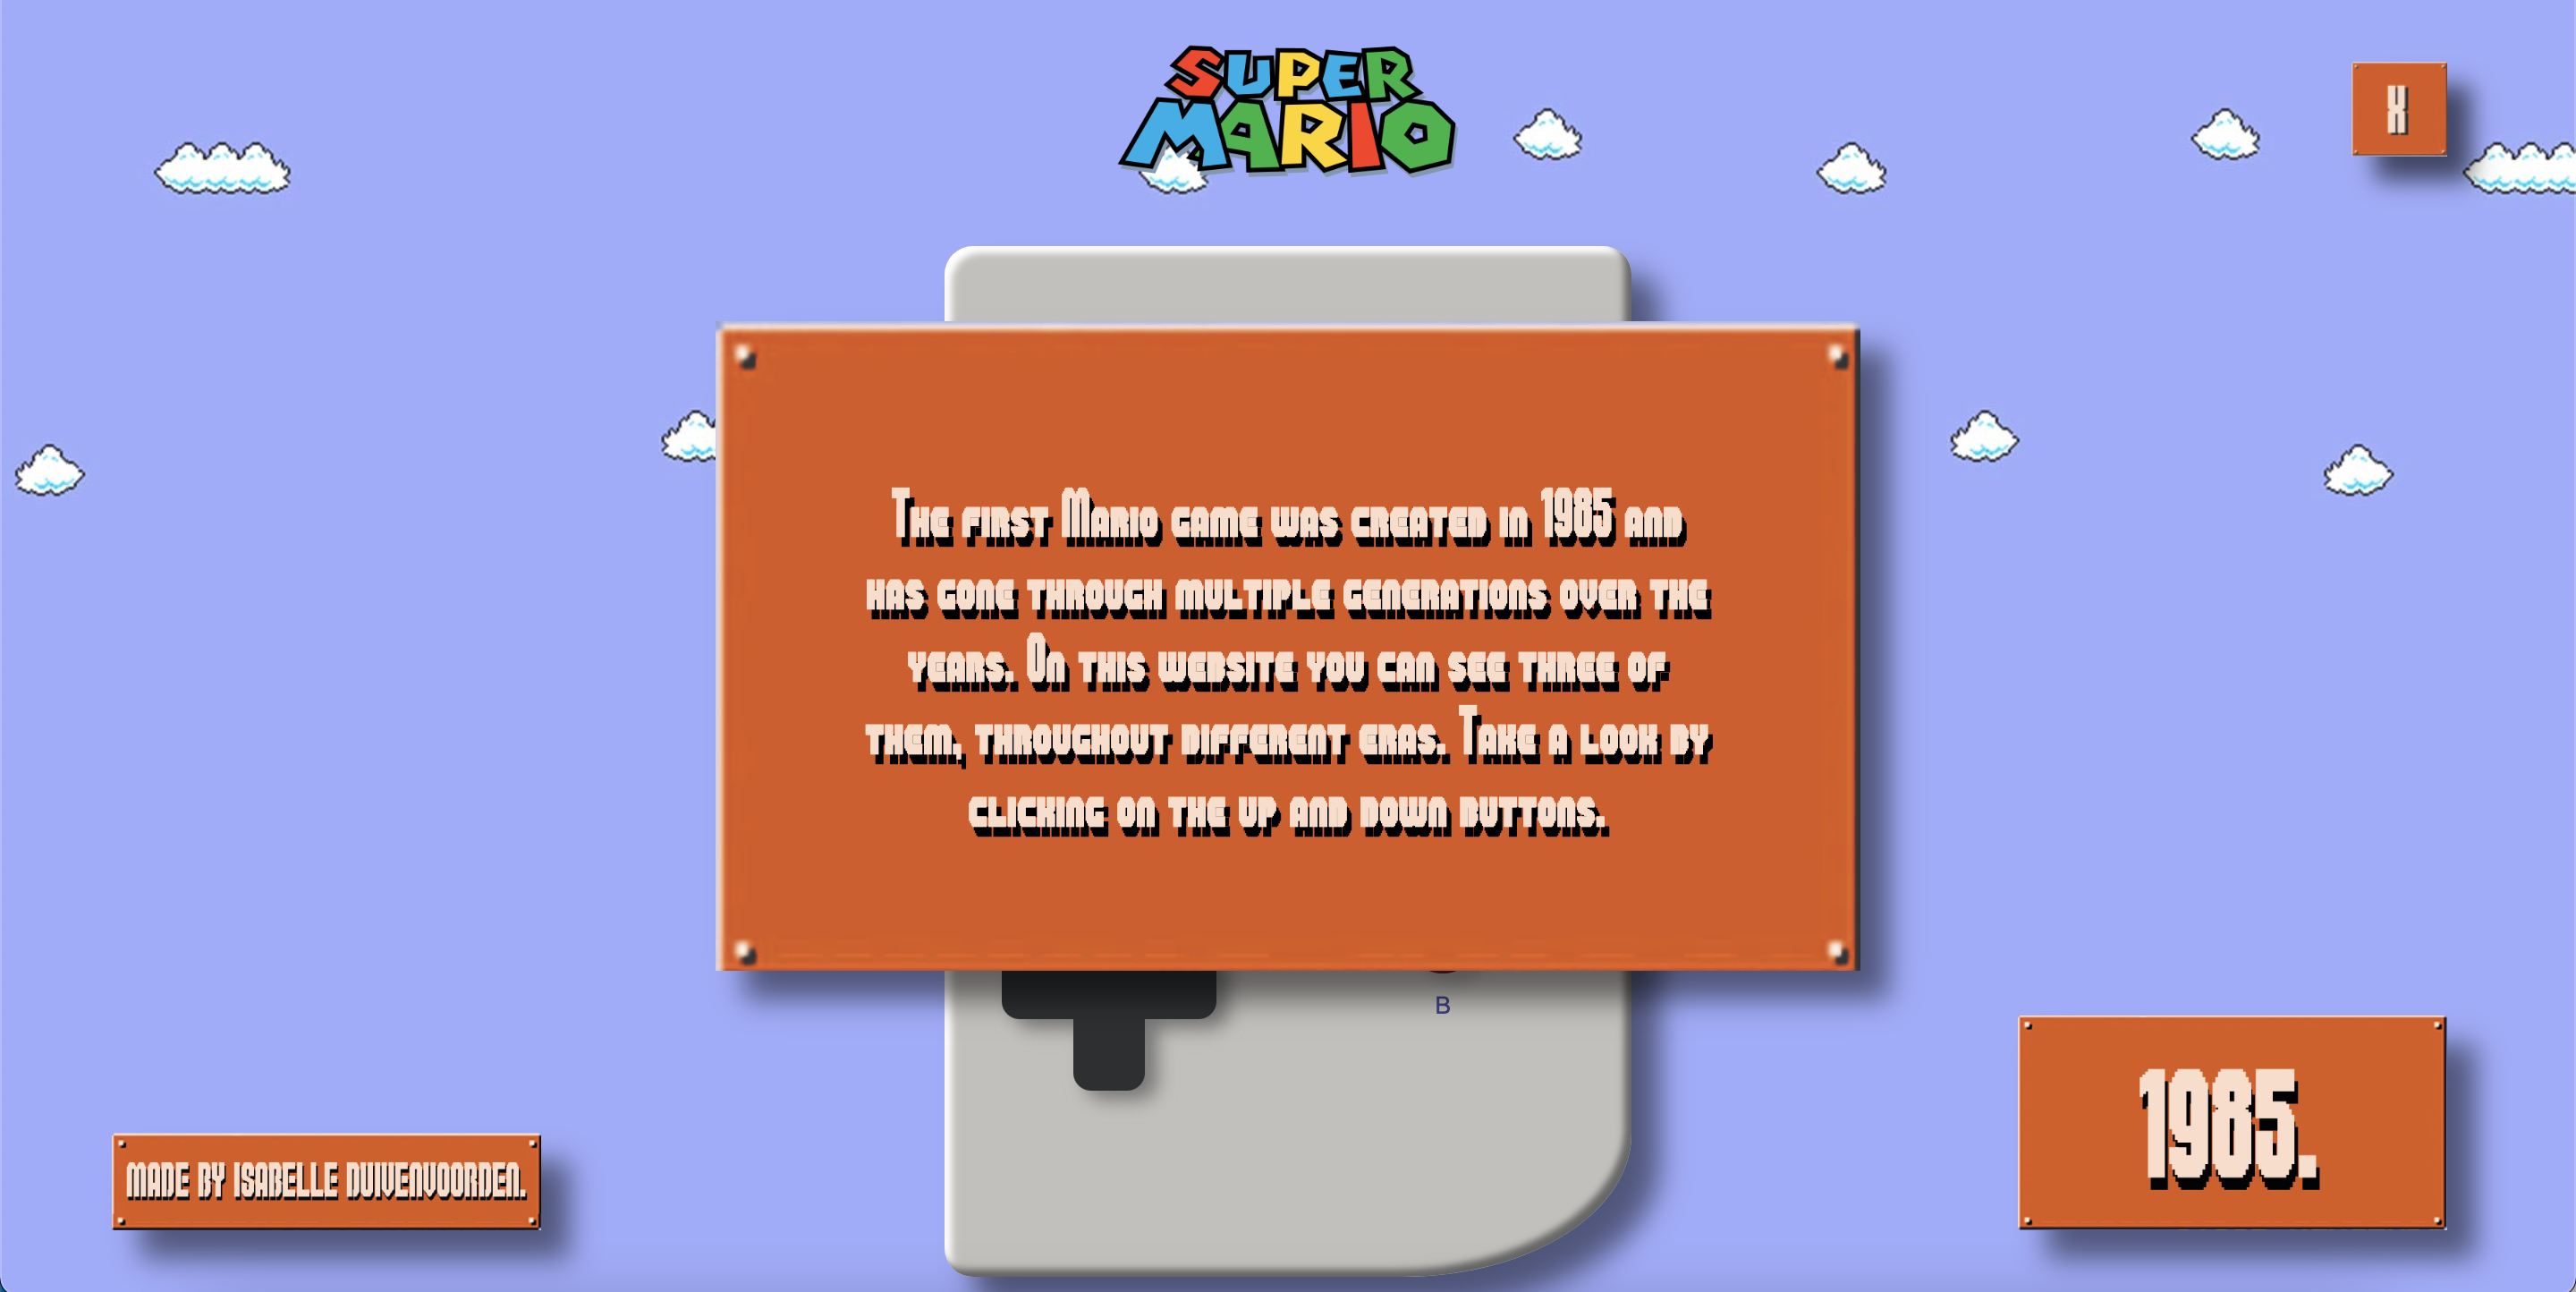 SUPER
MARIO
X
The first Mario game was created in 1985 and
has gone through multiple generations over the
years. On this website you can see three of
them, throughout different eras. Take a look by
clicking on the up and down buttons.
B
MADE BY ISABELLE DUIVENVOORDEN.
1985.